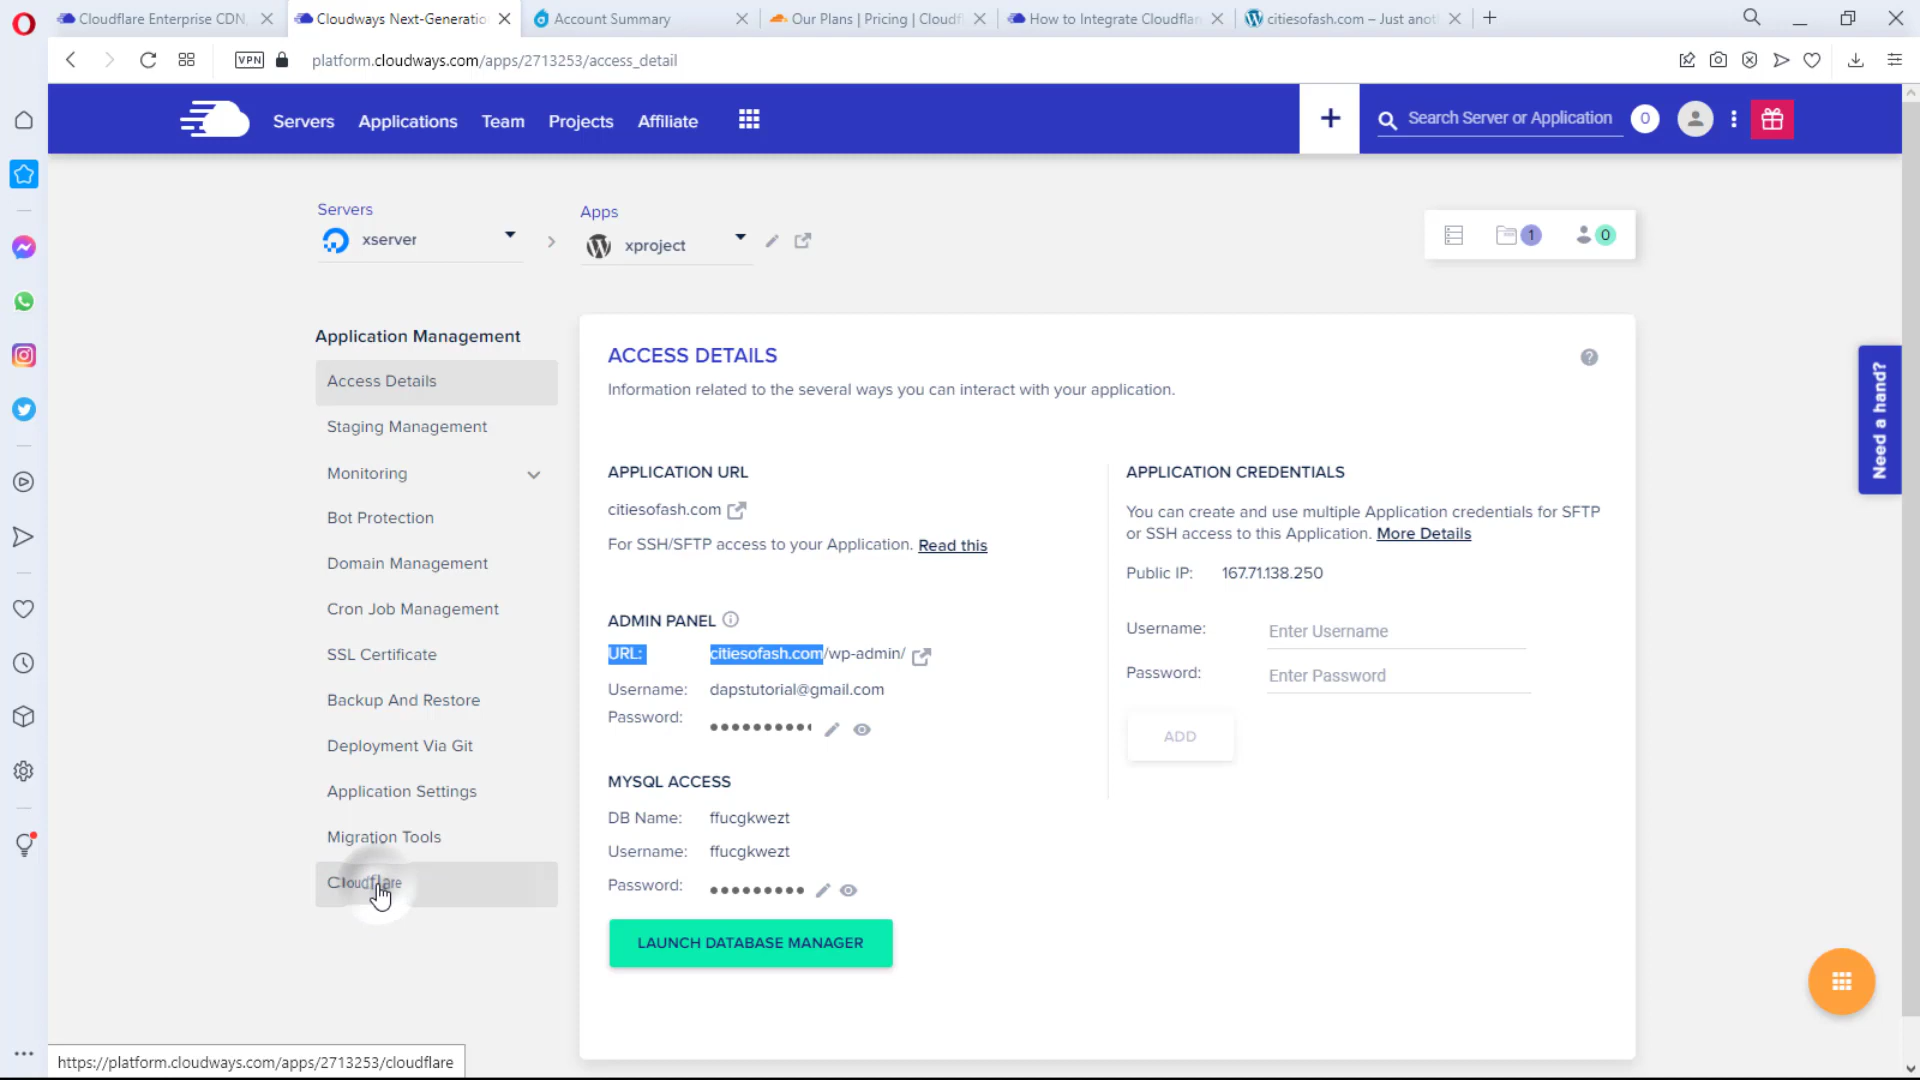 Cloudflare Enterprise CDN,
Cloudways Next-Generatio
Account Summary
Our Plans | Pricing | Cloudf
How to Integrate Cloudflar
citiesofash.com – Just anot
VPN
platform.cloudways.com/apps/2713253/access_detail
Servers
Applications
Team
Projects
Affiliate
+
Search Server or Application
0
Servers
xserver
Apps
xproject
1
0
Application Management
Access Details
Staging Management
Monitoring
Bot Protection
Domain Management
Cron Job Management
SSL Certificate
Backup And Restore
Deployment Via Git
Application Settings
Migration Tools
Cloudflare
ACCESS DETAILS
Information related to the several ways you can interact with your application.
APPLICATION URL
citiesofash.com
For SSH/SFTP access to your Application. Read this
ADMIN PANEL
URL: citiesofash.com/wp-admin/
Username: dapstutorial@gmail.com
Password:
MYSQL ACCESS
DB Name: ffucgkwezt
Username: ffucgkwezt
Password:
LAUNCH DATABASE MANAGER
APPLICATION CREDENTIALS
You can create and use multiple Application credentials for SFTP
or SSH access to this Application. More Details
Public IP: 167.71.138.250
Username: Enter Username
Password: Enter Password
ADD
Need a hand?
https://platform.cloudways.com/apps/2713253/cloudflare